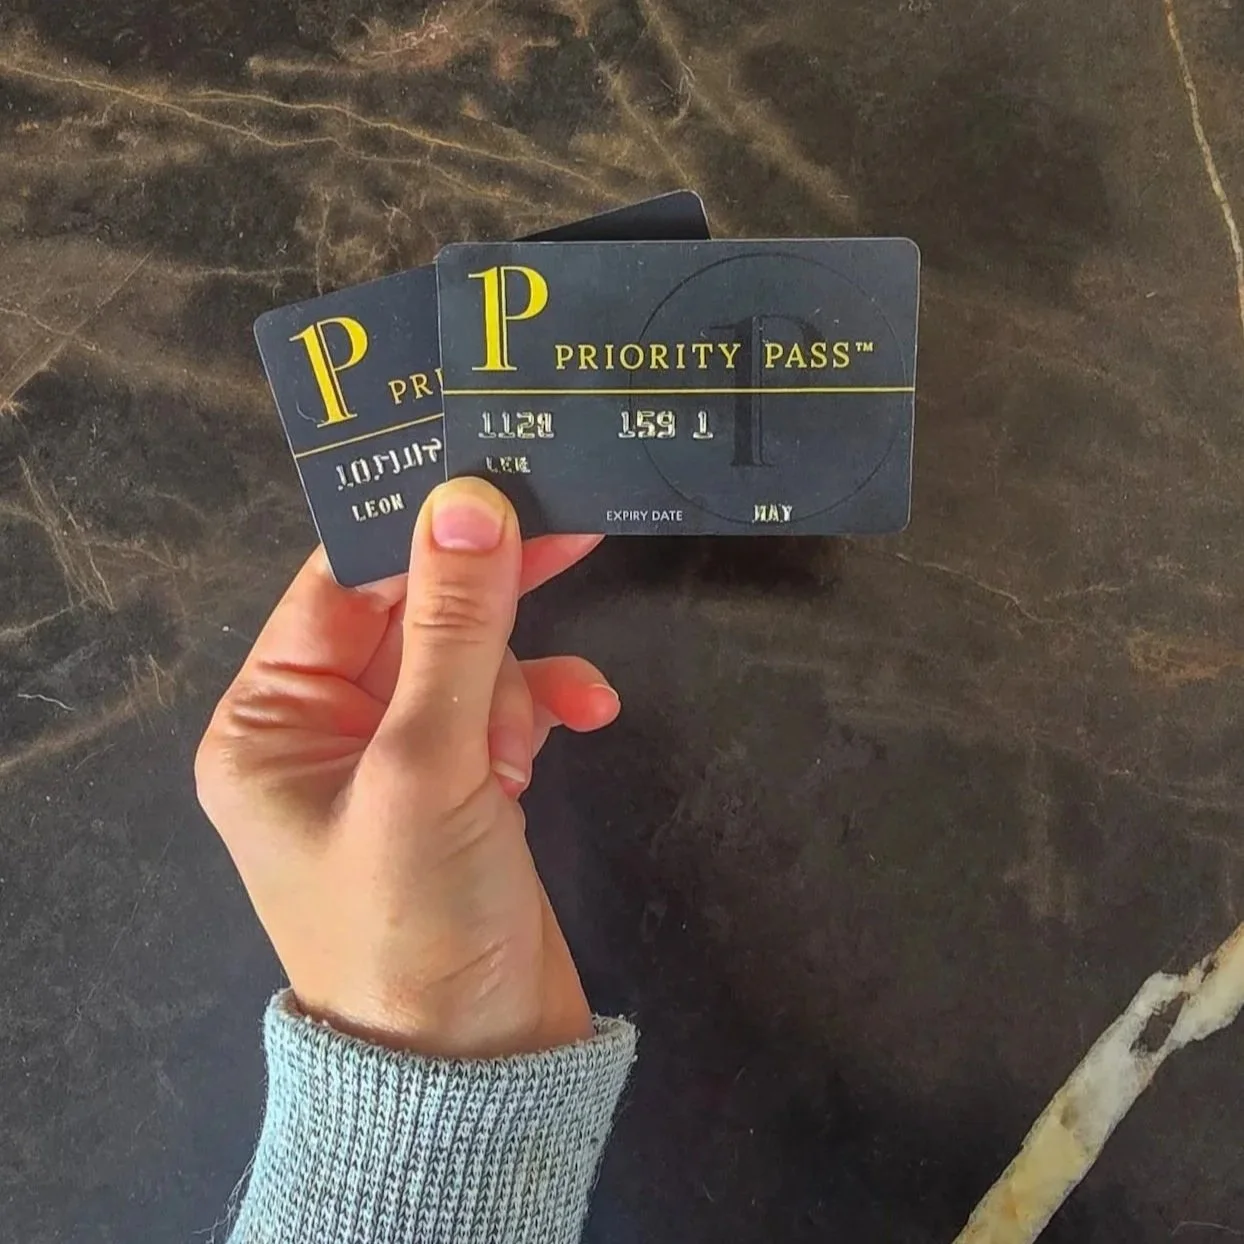 P PRIORITY PASS™
1128 159 1
EXPIRY DATE MAY
P PRI
LEON